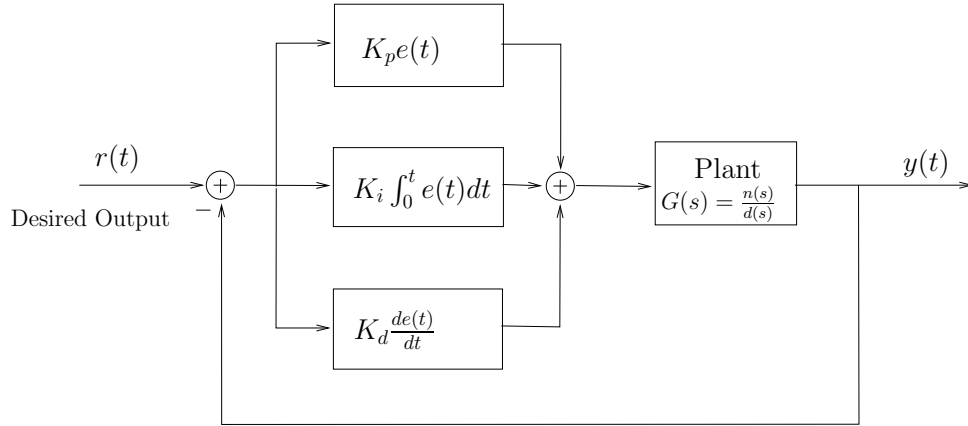 K_p e(t)
r(t)
+
−
Desired Output
K_i ∫_0^t e(t)dt
+
Plant
G(s) = n(s)/d(s)
y(t)
K_d de(t)/dt